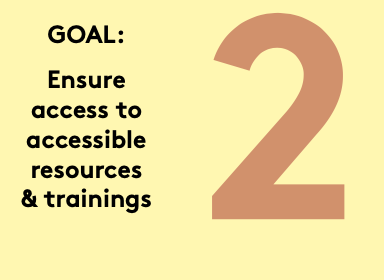 GOAL:
Ensure
access to
accessible
resources
& trainings
2